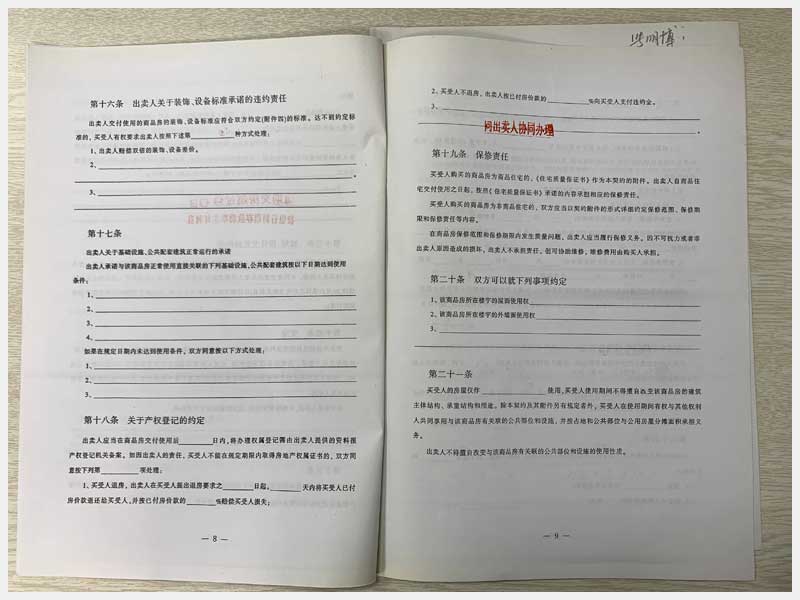 第十六条 出卖人关于装饰、设备标准承诺的违约责任
出卖人交付使用的商品房的装饰、设备标准应符合双方约定(附件四)的标准。达不到约定标
准的,买受人有权要求出卖人按照下述第 种方式处理:
1、出卖人赔偿双倍的装饰、设备差价。
2、
。
3、
。
第十七条
出卖人关于基础设施、公共配套建筑正常运行的承诺
出卖人承诺与该商品房正常使用直接关联的下列基础设施、公共配套建筑按以下日期达到使用
条件:
1、
2、
3、
4、
如果在规定日期内未达到使用条件,双方同意按以下方式处理:
1、
2、
3、
第十八条 关于产权登记的约定
出卖人应当在商品房交付使用后 日内,将办理权属登记需由出卖人提供的资料报
产权登记机关备案。如因出卖人的责任,买受人不能在规定期限内取得房地产权属证书的,双方同
意按下列第 项处理:
1、买受人退房,出卖人在买受人提出退房要求之 日起, 天内将买受人已付
房价款退还给买受人,并按已付房价款的 %赔偿买受人损失;
— 8 —
明博
2、买受人不退房,出卖人按已付房价款的 %向买受人支付违约金。
3、
同出卖人协同办理
。
第十九条 保修责任
买受人购买的商品房为商品住宅的,《住宅质量保证书》作为本契约的附件。出卖人自商品住
宅交付使用之日起,按照《住宅质量保证书》承诺的内容承担相应的保修责任。
买受人购买的商品房为非商品住宅的,双方应当以契约附件的形式详细约定保修范围、保修期
限和保修责任等内容。
在商品房保修范围和保修期限内发生质量问题,出卖人应当履行保修义务。因不可抗力或者非
出卖人原因造成的损坏,出卖人不承担责任,但可协助维修,维修费用由购买人承担。
第二十条 双方可以就下列事项约定
1、该商品房所在楼宇的屋面使用权
2、该商品房所在楼宇的外墙面使用权
3、
第二十一条
买受人的房屋仅作 使用,买受人使用期间不得擅自改变该商品房的建筑
主体结构、承重结构和用途。除本契约及其附件另有规定者外,买受人在使用期间有权与其他权利
人共同享用与该商品房有关联的公共部位和设施,并按占地和公共部位与公用房屋分摊面积承担义
务。
出卖人不得擅自改变与该商品房有关联的公共部位和设施的使用性质。
— 9 —